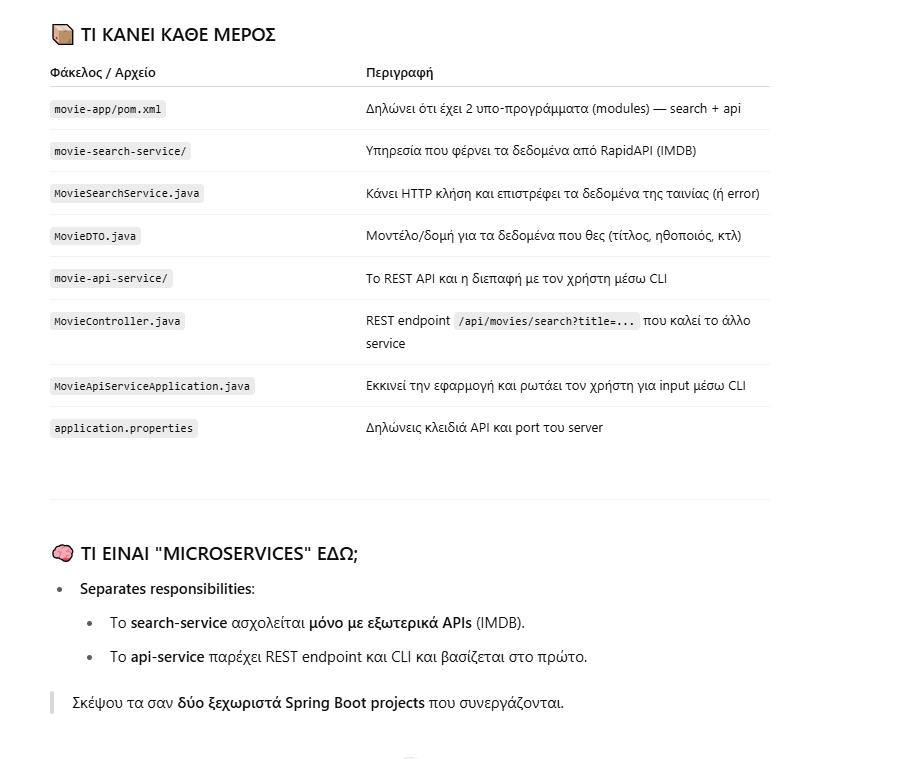 ΤΙ ΚΑΝΕΙ ΚΑΘΕ ΜΕΡΟΣ
Φάκελος / Αρχείο Περιγραφή
movie-app/pom.xml Δηλώνει ότι έχει 2 υπο-προγράμματα (modules) — search + api
movie-search-service/ Υπηρεσία που φέρνει τα δεδομένα από RapidAPI (IMDB)
MovieSearchService.java Κάνει HTTP κλήση και επιστρέφει τα δεδομένα της ταινίας (ή error)
MovieDTO.java Μοντέλο/δομή για τα δεδομένα που θες (τίτλος, ηθοποιός, κτλ)
movie-api-service/ Το REST API και η διεπαφή με τον χρήστη μέσω CLI
MovieController.java REST endpoint /api/movies/search?title=... που καλεί το άλλο
service
MovieApiServiceApplication.java Εκκινεί την εφαρμογή και ρωτάει τον χρήστη για input μέσω CLI
application.properties Δηλώνεις κλειδιά API και port του server
ΤΙ ΕΙΝΑΙ "MICROSERVICES" ΕΔΩ;
• Separates responsibilities:
• Το search-service ασχολείται μόνο με εξωτερικά APIs (IMDB).
• Το api-service παρέχει REST endpoint και CLI και βασίζεται στο πρώτο.
Σκέψου τα σαν δύο ξεχωριστά Spring Boot projects που συνεργάζονται.